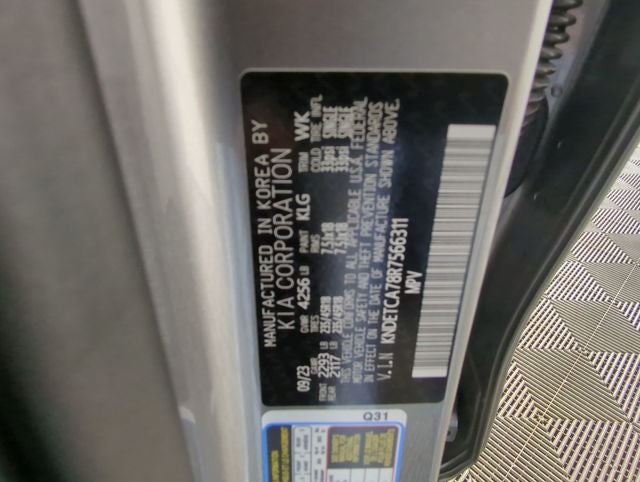 MANUFACTURED IN KOREA BY
KIA CORPORATION
09/23 GVWR 4256 LB PAINT KLG TRIM WK
GAWR TIRES RIMS COLD TIRE INFL
FRONT 2293 LB 235/45R18 7.5Jx18 33psi SINGLE
REAR 2117 LB 235/45R18 7.5Jx18 33psi SINGLE
THIS VEHICLE CONFORMS TO ALL APPLICABLE U.S.A. FEDERAL
MOTOR VEHICLE SAFETY AND THEFT PREVENTION STANDARDS
IN EFFECT ON THE DATE OF MANUFACTURE SHOWN ABOVE.
V.I.N KNDETCA78R7566311
MPV
Q31